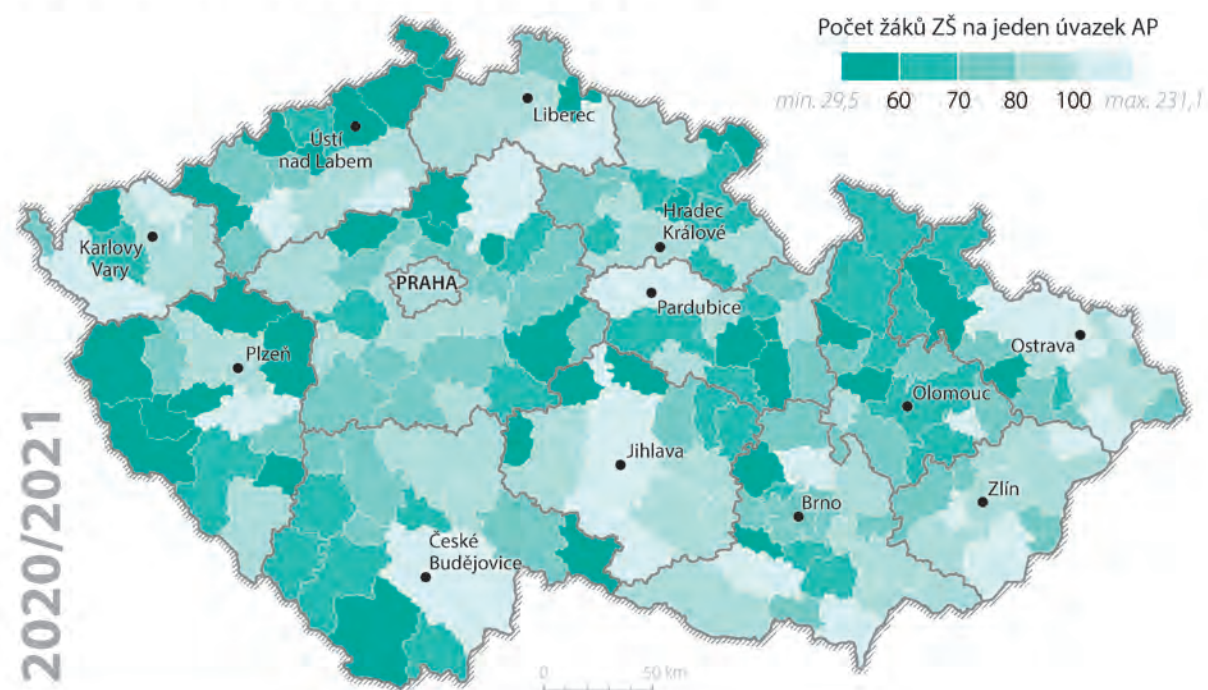 Počet žáků ZŠ na jeden úvazek AP
min. 29,5 60 70 80 100 max. 231,1
Liberec
Ústí
nad Labem
Karlovy
Vary
Hradec
Králové
PRAHA
Pardubice
Plzeň
Ostrava
Olomouc
Jihlava
Zlín
Brno
České
Budějovice
2020/2021
0 50 km